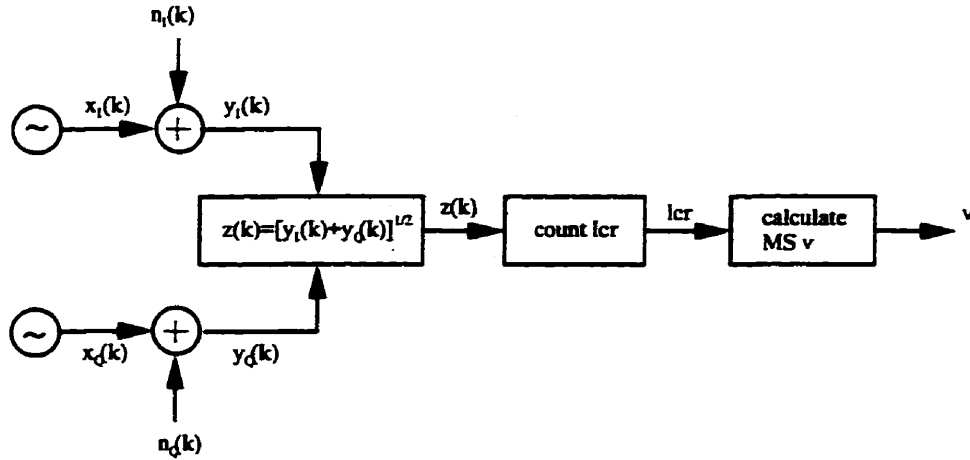 n_I(k)
x_I(k)
y_I(k)
~
+
z(k)=[y_I(k)+y_Q(k)]^1/2
z(k)
count lcr
lcr
calculate
MS v
v
~
+
x_Q(k)
y_Q(k)
n_Q(k)